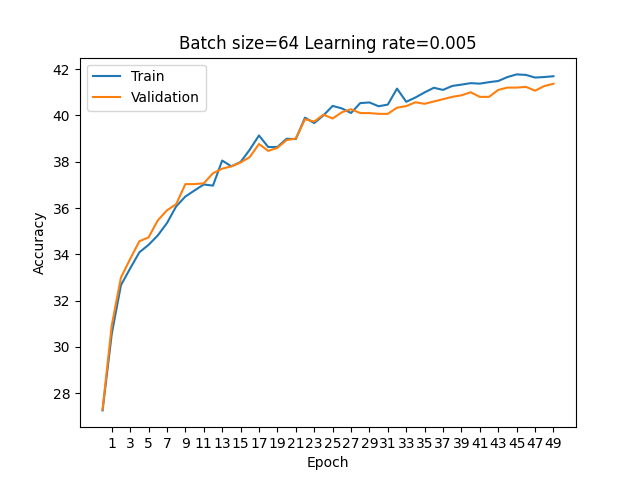 Batch size=64 Learning rate=0.005
Train
Validation
42
40
38
36
34
32
30
28
Accuracy
1 3 5 7 9 11 13 15 17 19 21 23 25 27 29 31 33 35 37 39 41 43 45 47 49
Epoch